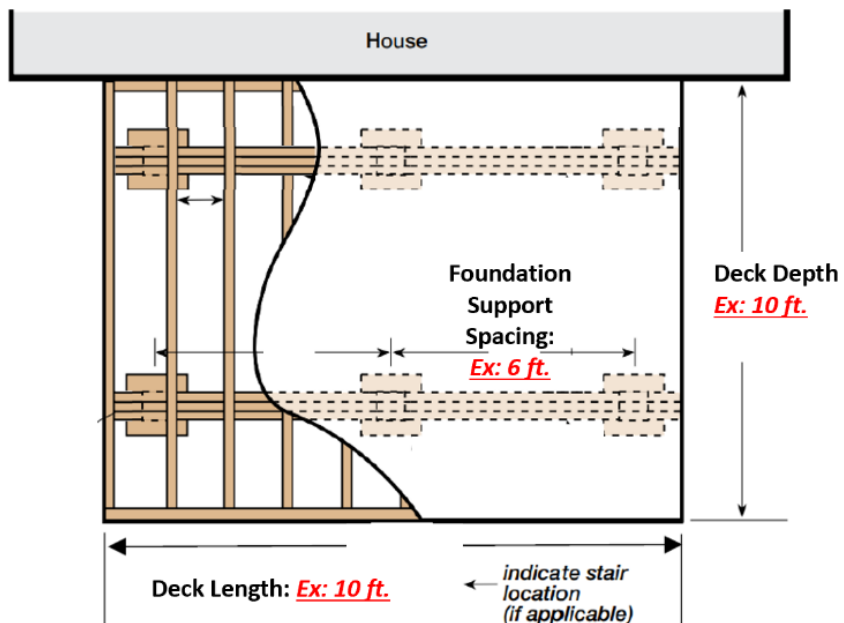 House
Foundation
Support
Spacing:
Ex: 6 ft.
Deck Depth
Ex: 10 ft.
Deck Length: Ex: 10 ft.
indicate stair
location
(if applicable)